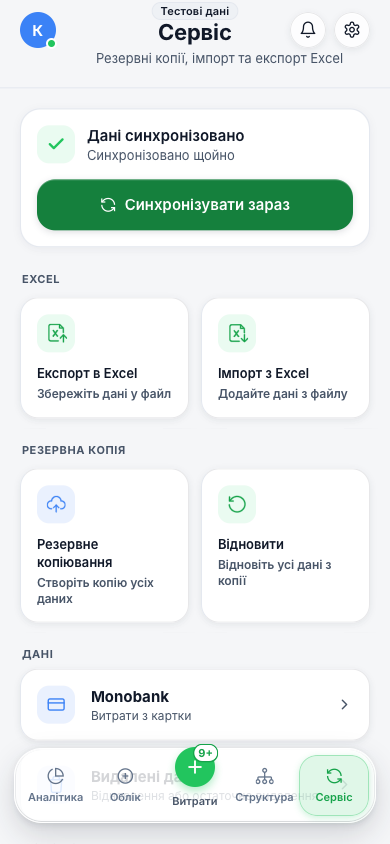 Тестові дані
К
Сервіс
Резервні копії, імпорт та експорт Excel
Дані синхронізовано
Синхронізовано щойно
Синхронізувати зараз
EXCEL
Експорт в Excel
Збережіть дані у файл
Імпорт з Excel
Додайте дані з файлу
РЕЗЕРВНА КОПІЯ
Резервне
копіювання
Створіть копію усіх
даних
Відновити
Відновіть усі дані з
копії
ДАНІ
Monobank
Витрати з картки
9+
Видалені да
Аналітика
Облік
Витрати
Структура
Сервіс